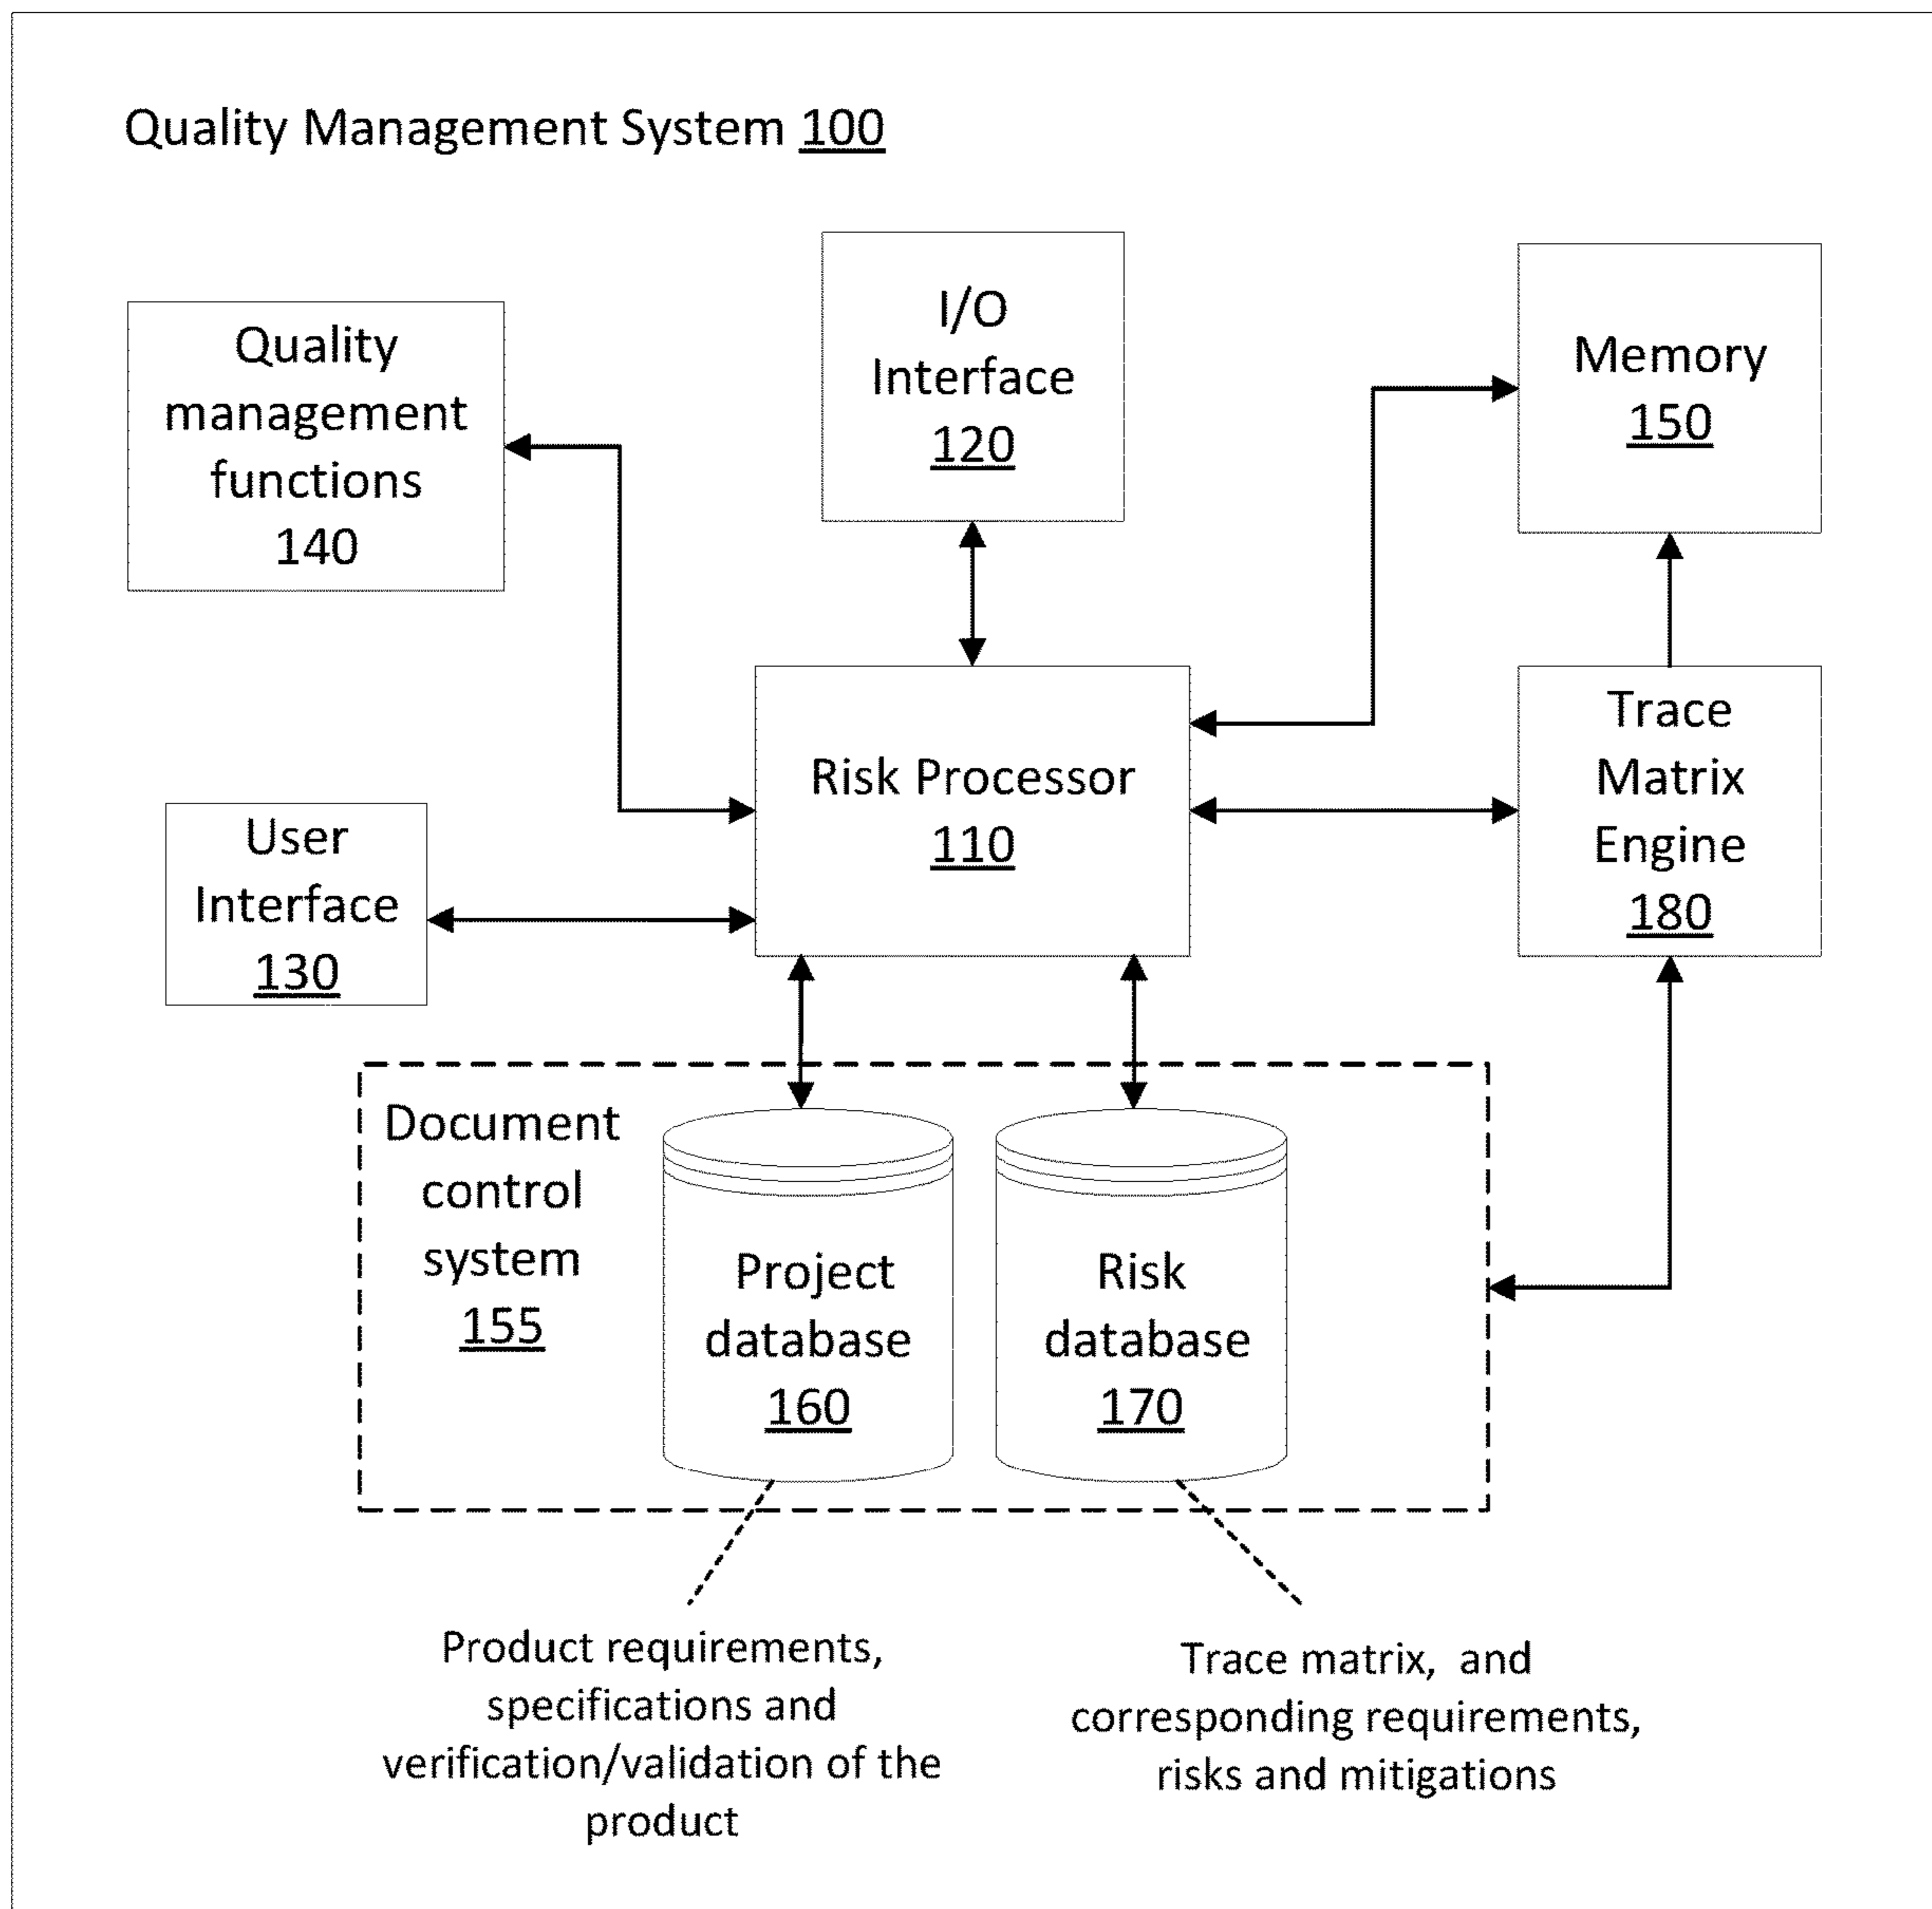 Quality Management System 100
I/O
Interface
120
Memory
150
Quality
management
functions
140
Risk Processor
110
Trace
Matrix
Engine
180
User
Interface
130
Document
control
system
155
Project
database
160
Risk
database
170
Product requirements,
specifications and
verification/validation of the
product
Trace matrix, and
corresponding requirements,
risks and mitigations